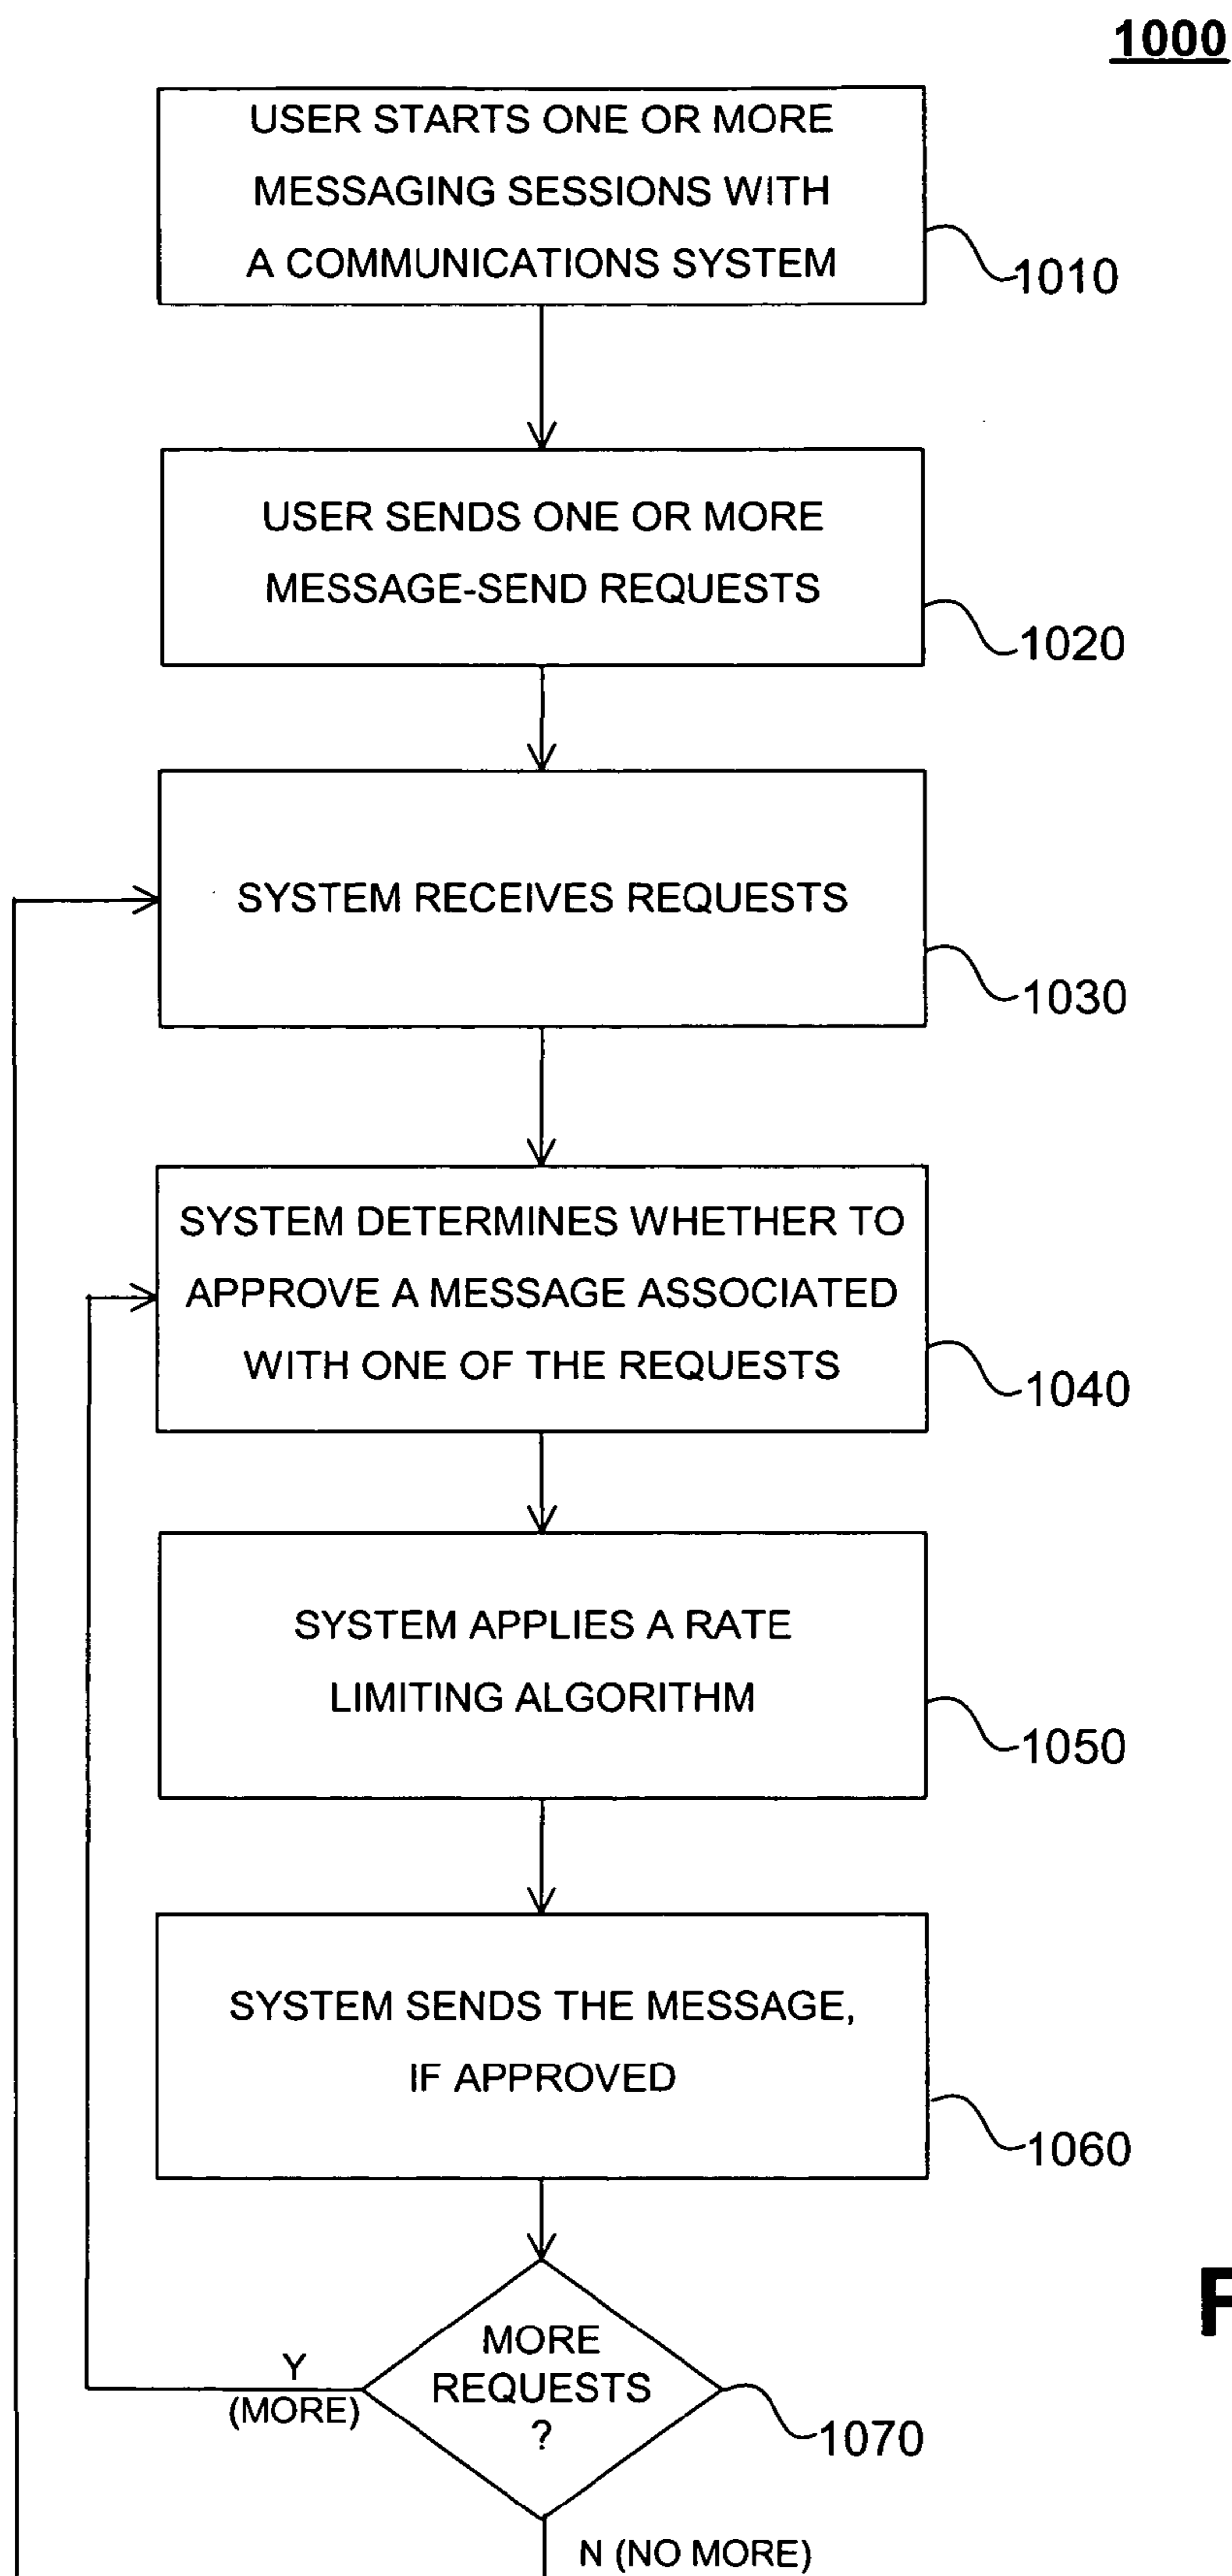 1000
USER STARTS ONE OR MORE
MESSAGING SESSIONS WITH
A COMMUNICATIONS SYSTEM
1010
USER SENDS ONE OR MORE
MESSAGE-SEND REQUESTS
1020
SYSTEM RECEIVES REQUESTS
1030
SYSTEM DETERMINES WHETHER TO
APPROVE A MESSAGE ASSOCIATED
WITH ONE OF THE REQUESTS
1040
SYSTEM APPLIES A RATE
LIMITING ALGORITHM
1050
SYSTEM SENDS THE MESSAGE,
IF APPROVED
1060
MORE
REQUESTS
?
Y
(MORE)
1070
N (NO MORE)